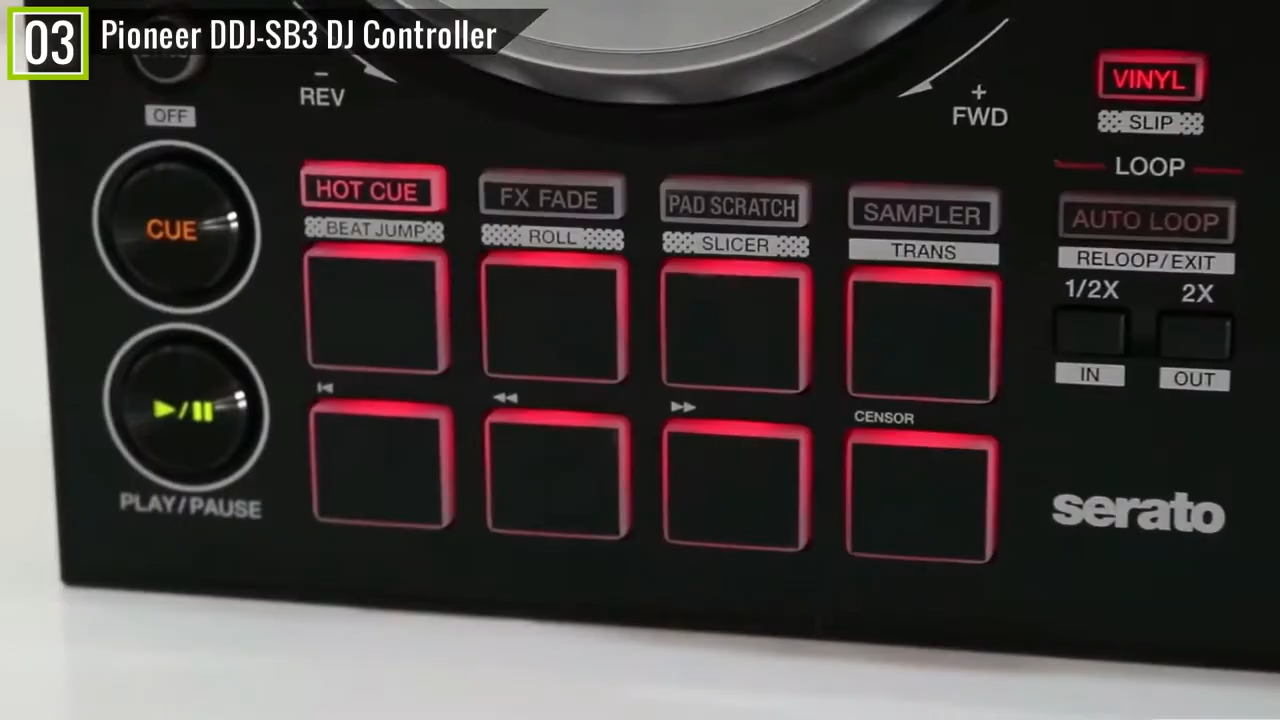 03
Pioneer DDJ-SB3 DJ Controller
−
REV
+
FWD
OFF
CUE
PLAY/PAUSE
HOT CUE
BEAT JUMP
FX FADE
ROLL
PAD SCRATCH
SLICER
SAMPLER
TRANS
CENSOR
VINYL
SLIP
LOOP
AUTO LOOP
RELOOP/EXIT
1/2X 2X
IN OUT
serato